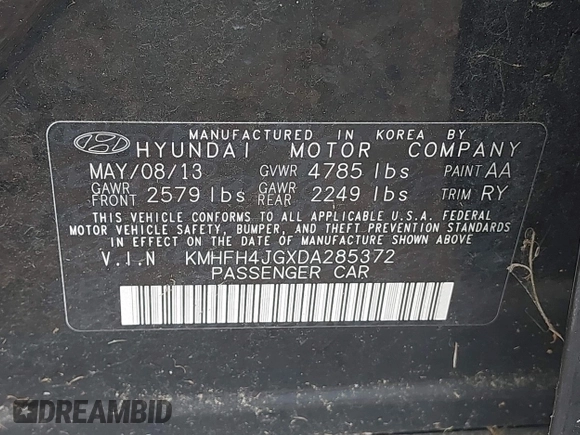 MANUFACTURED IN KOREA BY
HYUNDAI MOTOR COMPANY
MAY/08/13 GVWR 4785 lbs PAINT AA
GAWR FRONT 2579 lbs GAWR REAR 2249 lbs TRIM RY
THIS VEHICLE CONFORMS TO ALL APPLICABLE U.S.A. FEDERAL
MOTOR VEHICLE SAFETY, BUMPER, AND THEFT PREVENTION STANDARDS
IN EFFECT ON THE DATE OF MANUFACTURE SHOWN ABOVE
V.I.N KMHFH4JGXDA285372
PASSENGER CAR
DREAMBID